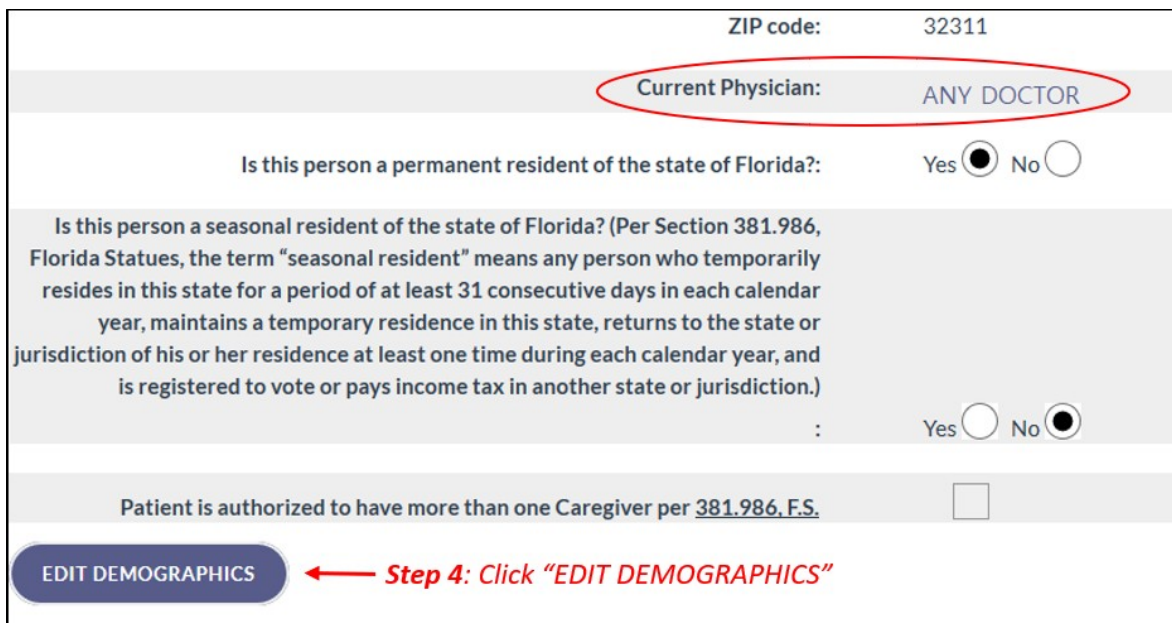 ZIP code: 32311
Current Physician: ANY DOCTOR
Is this person a permanent resident of the state of Florida?: Yes No
Is this person a seasonal resident of the state of Florida? (Per Section 381.986,
Florida Statues, the term “seasonal resident” means any person who temporarily
resides in this state for a period of at least 31 consecutive days in each calendar
year, maintains a temporary residence in this state, returns to the state or
jurisdiction of his or her residence at least one time during each calendar year, and
is registered to vote or pays income tax in another state or jurisdiction.)
: Yes No
Patient is authorized to have more than one Caregiver per 381.986, F.S.
EDIT DEMOGRAPHICS Step 4: Click “EDIT DEMOGRAPHICS”